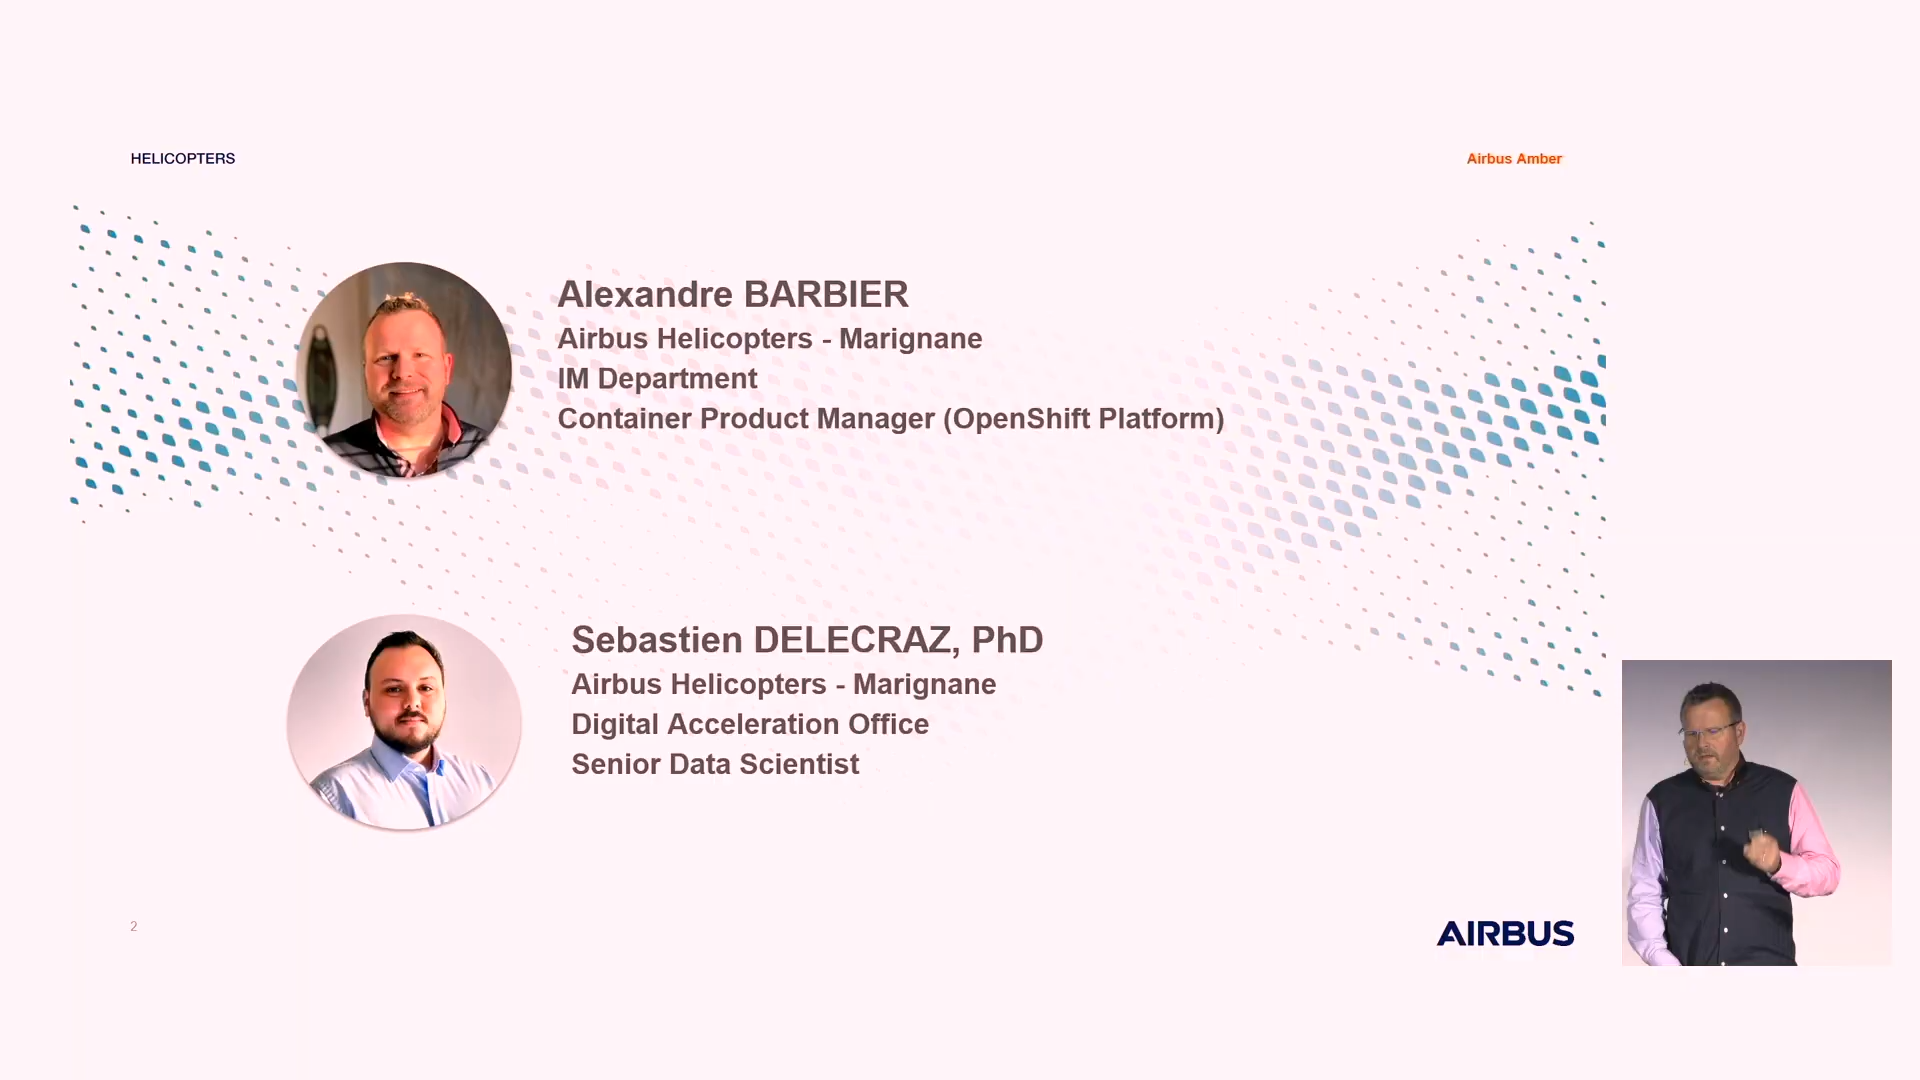 HELICOPTERS
Airbus Amber
Alexandre BARBIER
Airbus Helicopters - Marignane
IM Department
Container Product Manager (OpenShift Platform)
Sebastien DELECRAZ, PhD
Airbus Helicopters - Marignane
Digital Acceleration Office
Senior Data Scientist
2
AIRBUS